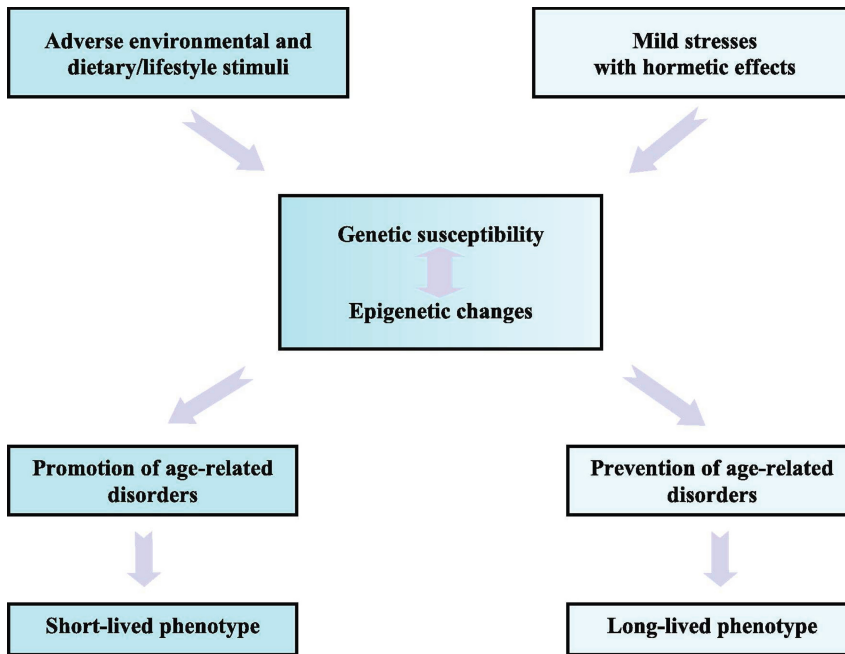 Adverse environmental and
dietary/lifestyle stimuli
Mild stresses
with hormetic effects
Genetic susceptibility
Epigenetic changes
Promotion of age-related
disorders
Prevention of age-related
disorders
Short-lived phenotype
Long-lived phenotype